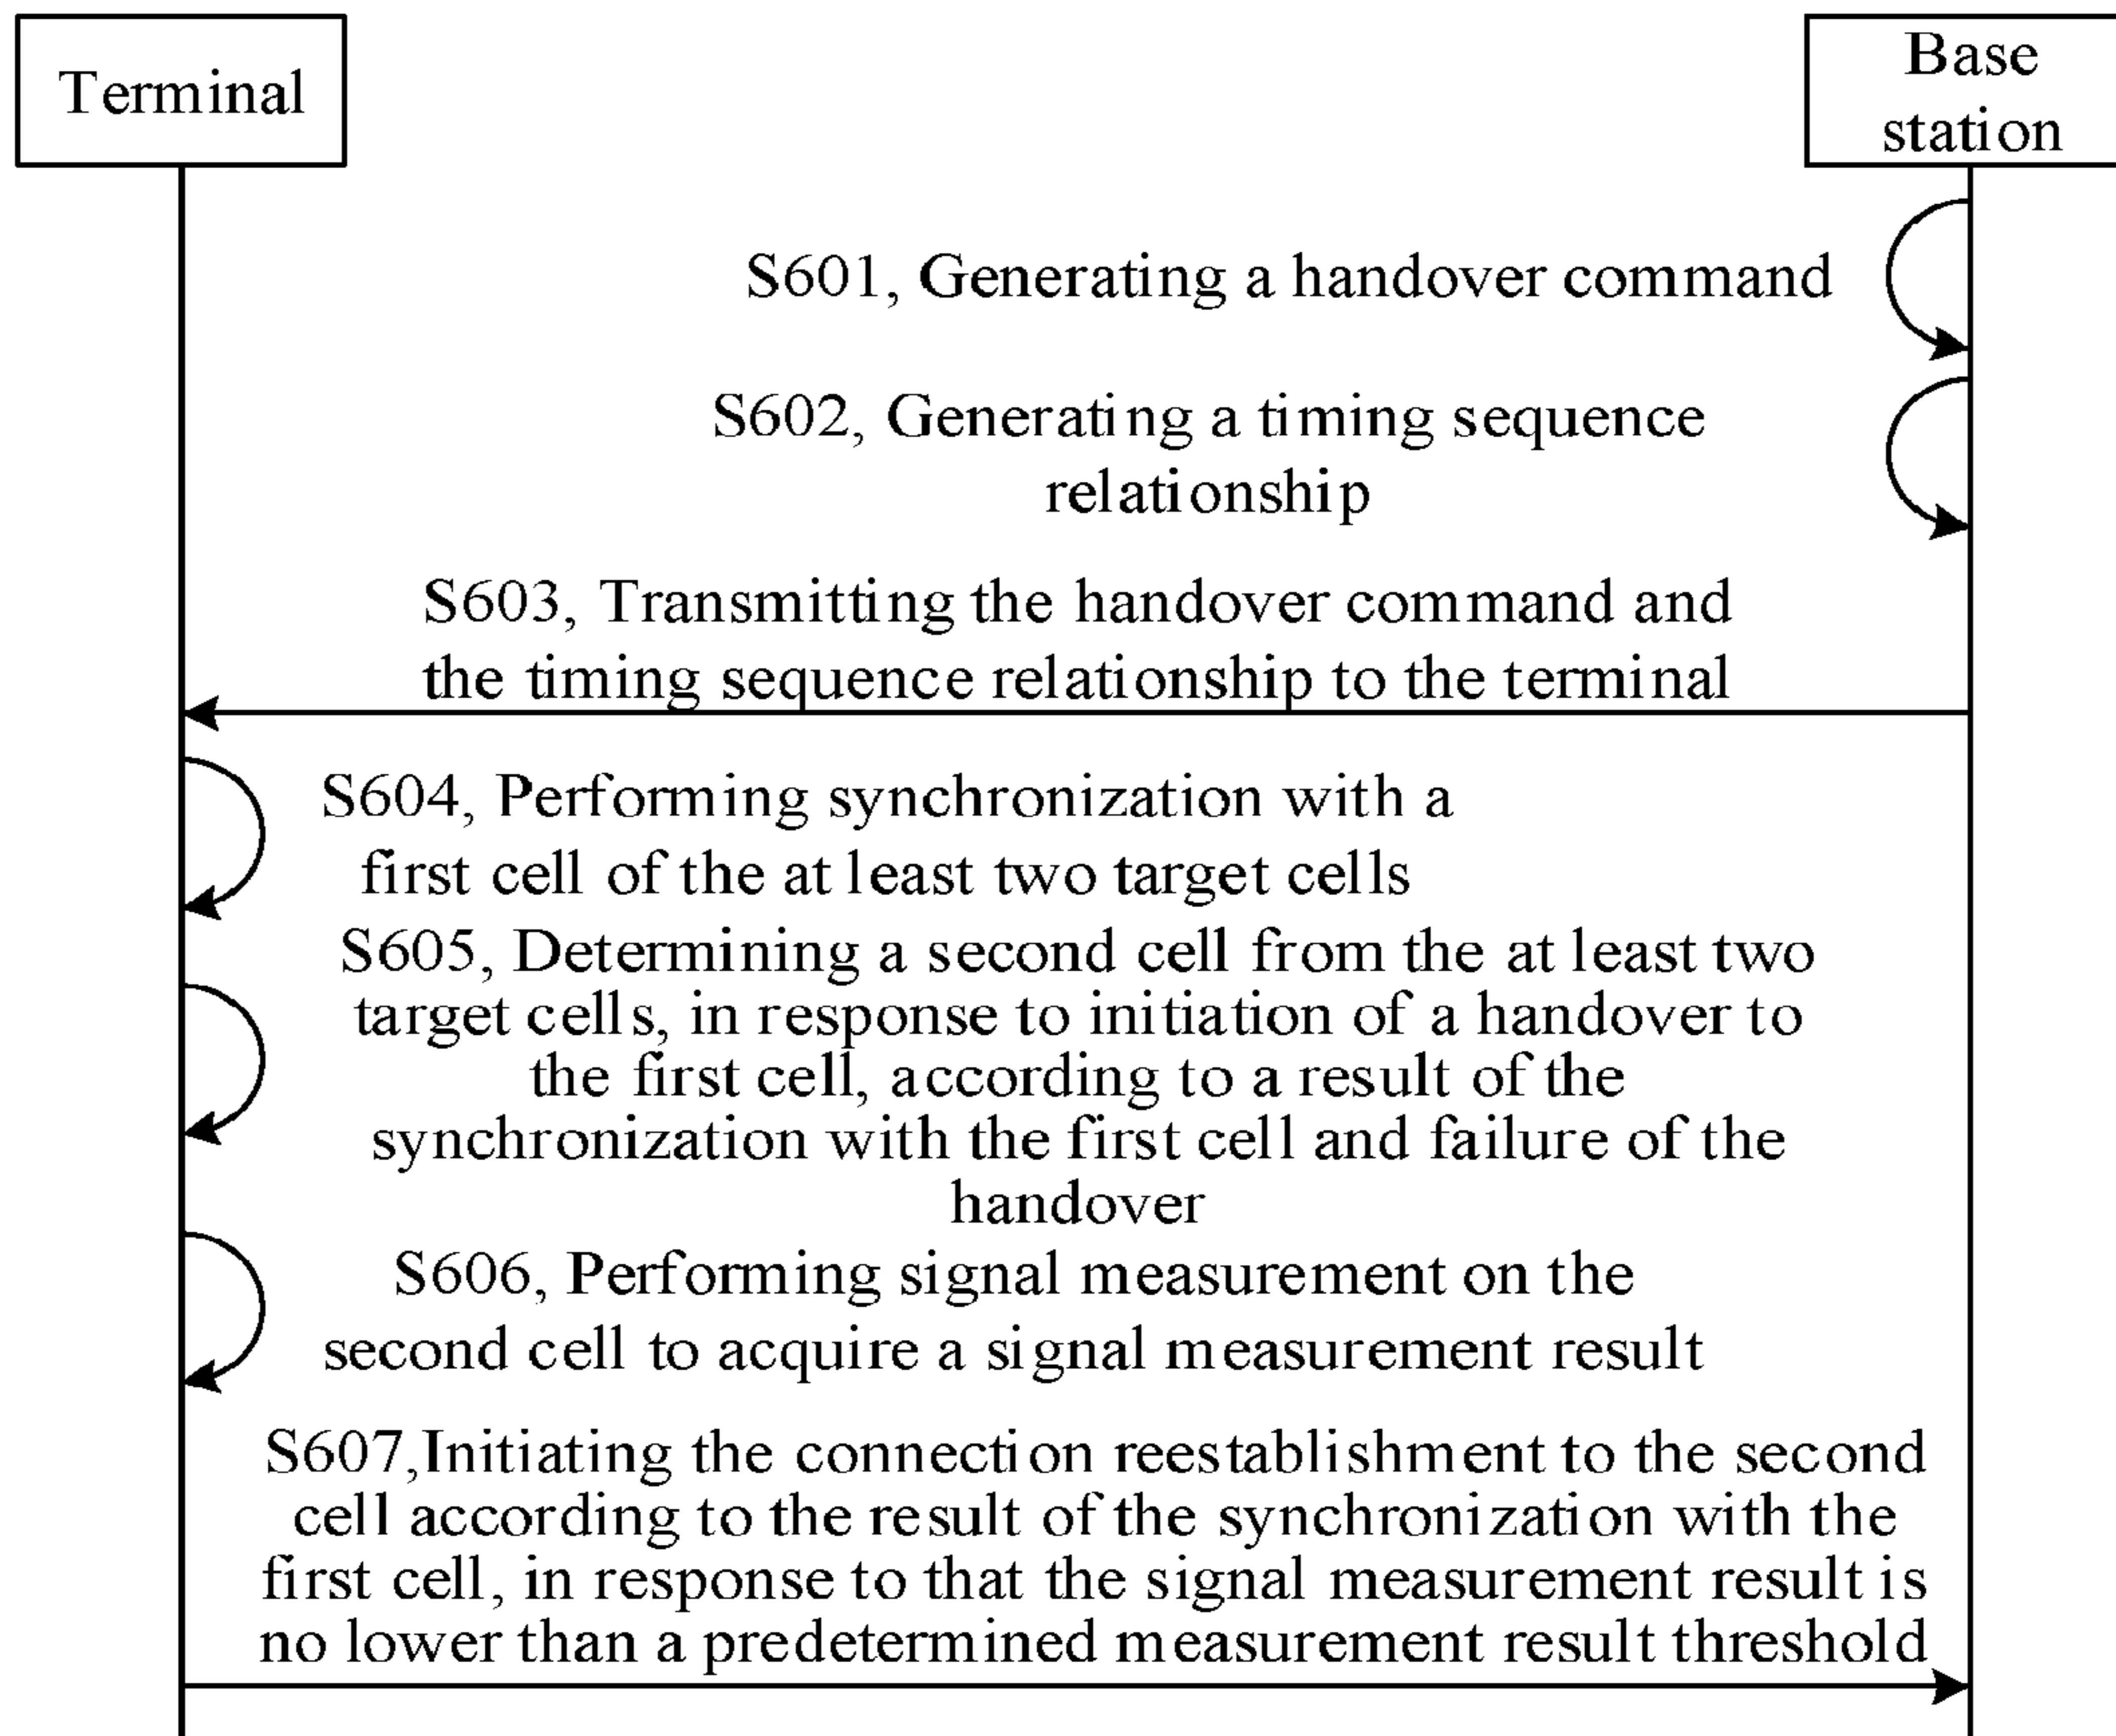 Terminal
Base
station
S601, Generating a handover command
S602, Generating a timing sequence
relationship
S603, Transmitting the handover command and
the timing sequence relationship to the terminal
S604, Performing synchronization with a
first cell of the at least two target cells
S605, Determining a second cell from the at least two
target cells, in response to initiation of a handover to
the first cell, according to a result of the
synchronization with the first cell and failure of the
handover
S606, Performing signal measurement on the
second cell to acquire a signal measurement result
S607,Initiating the connection reestablishment to the second
cell according to the result of the synchronization with the
first cell, in response to that the signal measurement result is
no lower than a predetermined measurement result threshold